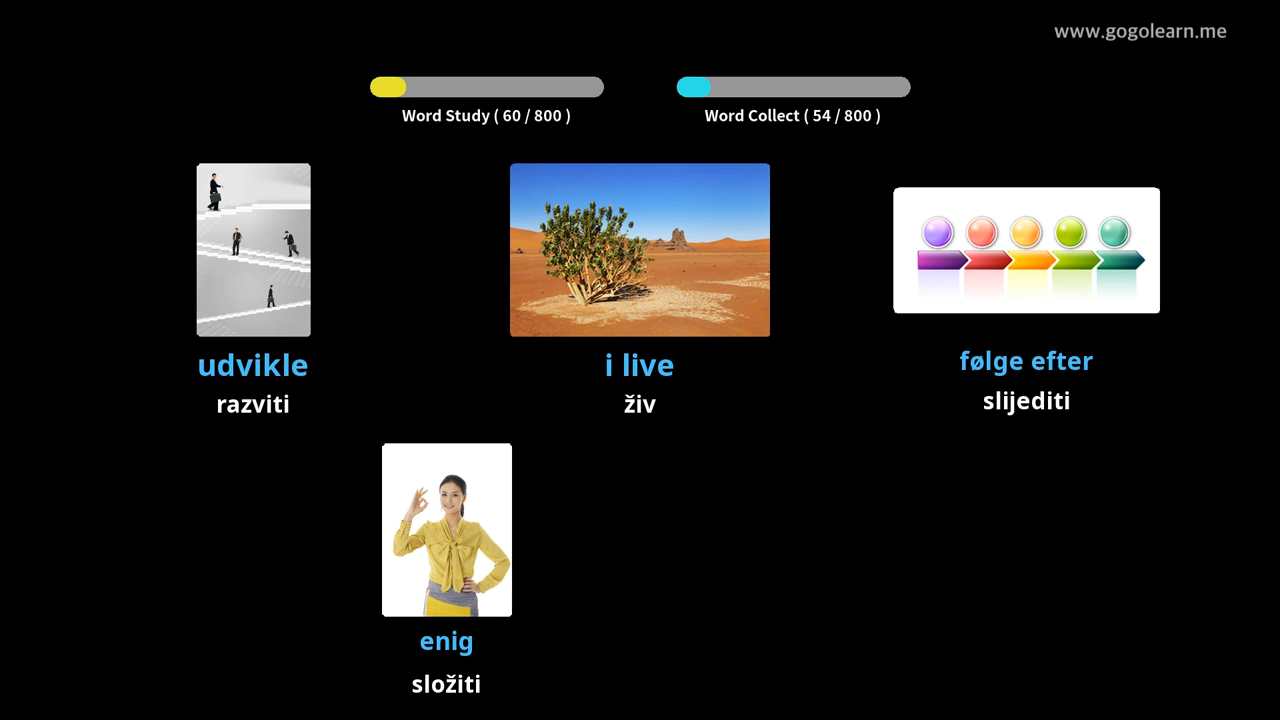 www.gogolearn.me
Word Study ( 60 / 800 )
Word Collect ( 54 / 800 )
udvikle
razviti
i live
živ
følge efter
slijediti
enig
složiti